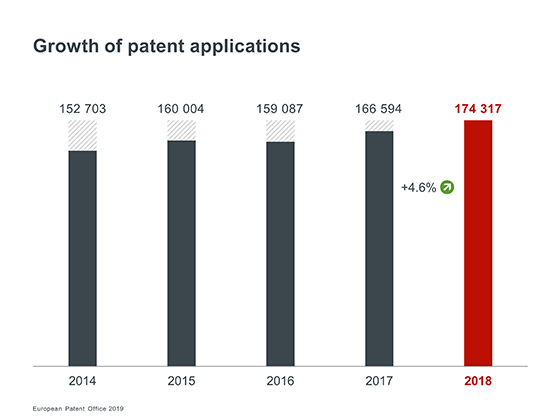 Growth of patent applications
152 703 160 004 159 087 166 594 174 317
+4.6%
2014 2015 2016 2017 2018
European Patent Office 2019